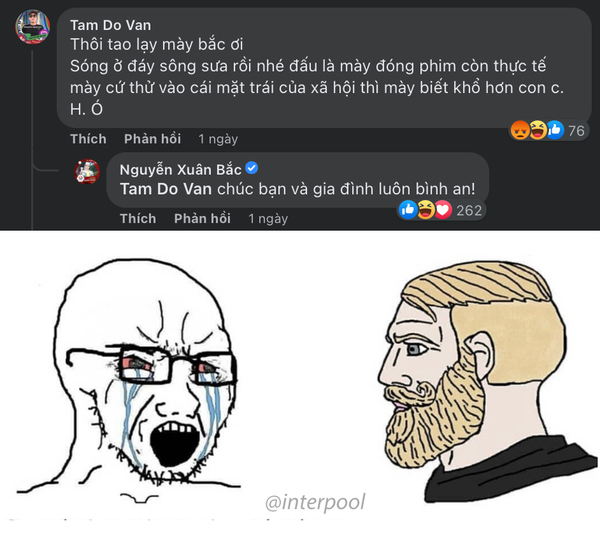 Tam Do Van
Thôi tao lạy mày bắc ơi
Sóng ở đáy sông sưa rồi nhé đấu là mày đóng phim còn thực tế
mày cứ thử vào cái mặt trái của xã hội thì mày biết khổ hơn con c.
H. Ó
Thích Phản hồi 1 ngày
76
Nguyễn Xuân Bắc
Tam Do Van chúc bạn và gia đình luôn bình an!
Thích Phản hồi 1 ngày
262
@interpool